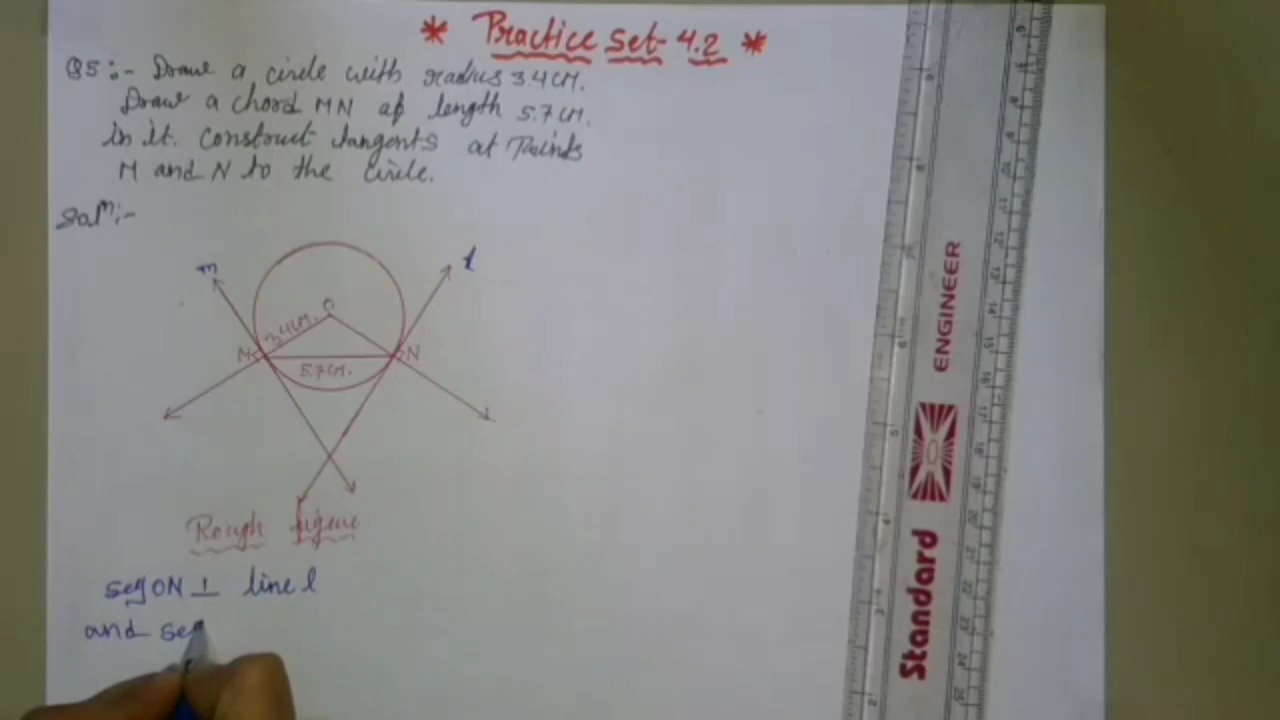 * Practice Set 4.2 *
Q5:- Draw a circle with radius 3.4 cm.
Draw a chord MN of length 5.7 cm.
in it. construct tangents at Points
M and N to the circle.
Sol^n:-
m
l
O
3.4 cm.
M
N
5.7 cm.
Rough figure
seg ON ⊥ line l
and seg
ENGINEER
Standard